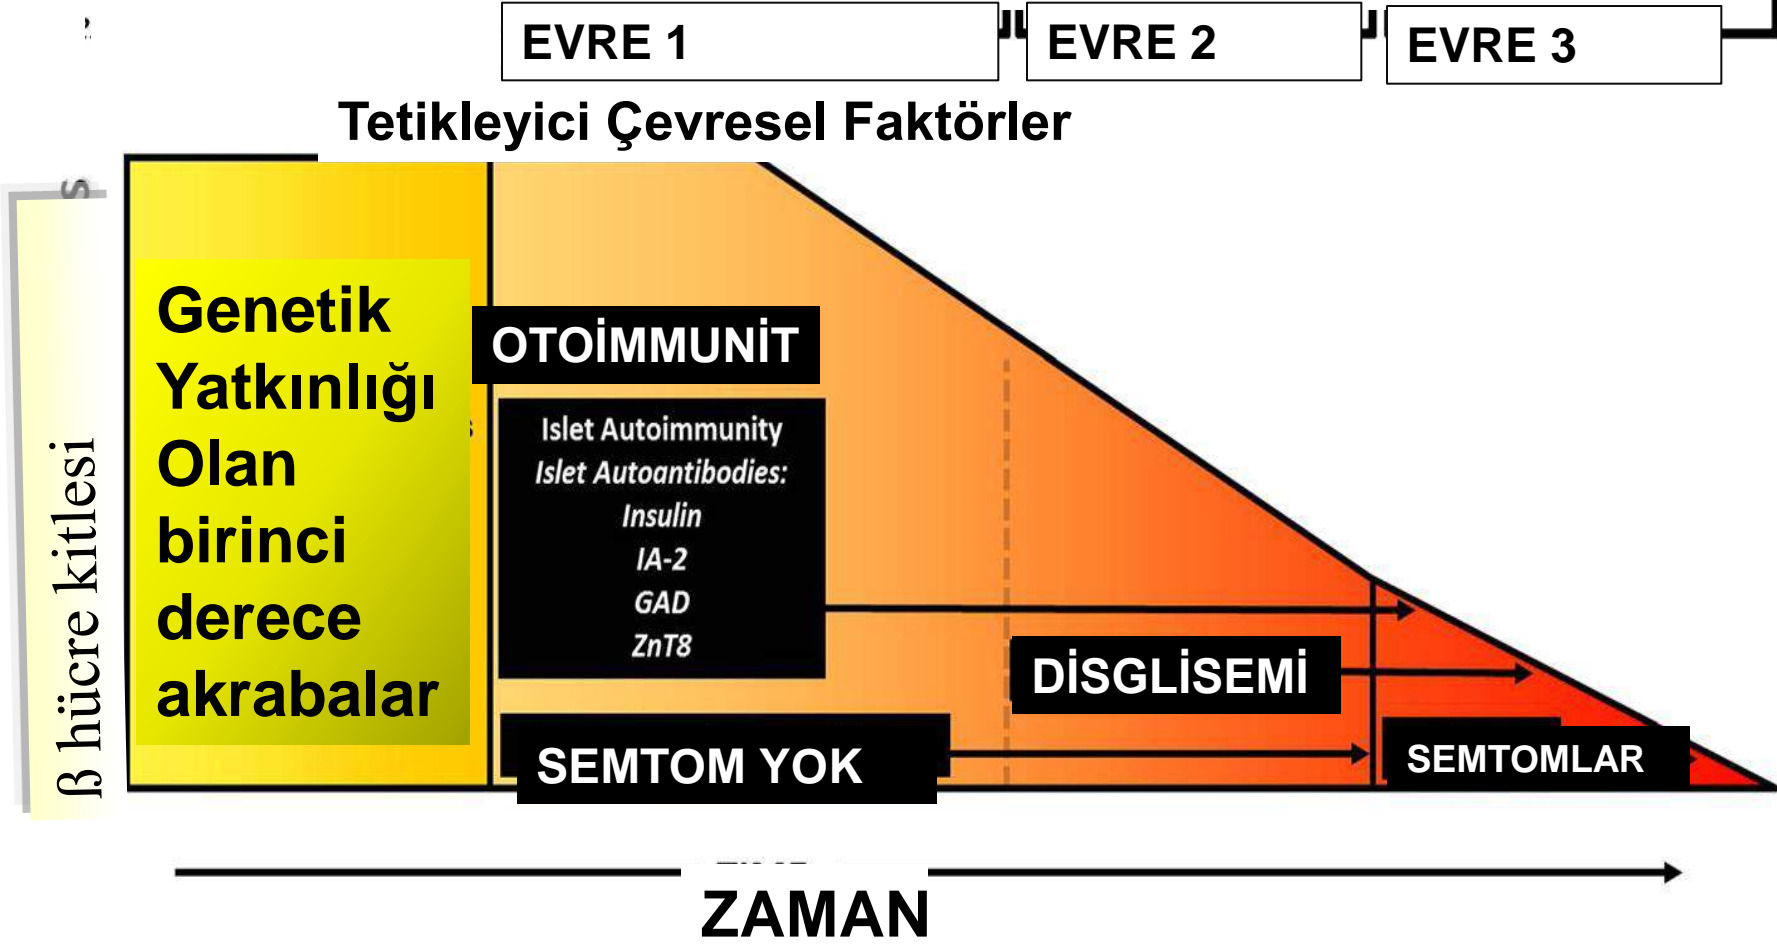 EVRE 1
EVRE 2
EVRE 3
Tetikleyici Çevresel Faktörler
ß hücre kitlesi
Genetik
Yatkınlığı
Olan
birinci
derece
akrabalar
OTOİMMUNİT
Islet Autoimmunity
Islet Autoantibodies:
Insulin
IA-2
GAD
ZnT8
DİSGLİSEMİ
SEMTOM YOK
SEMTOMLAR
ZAMAN